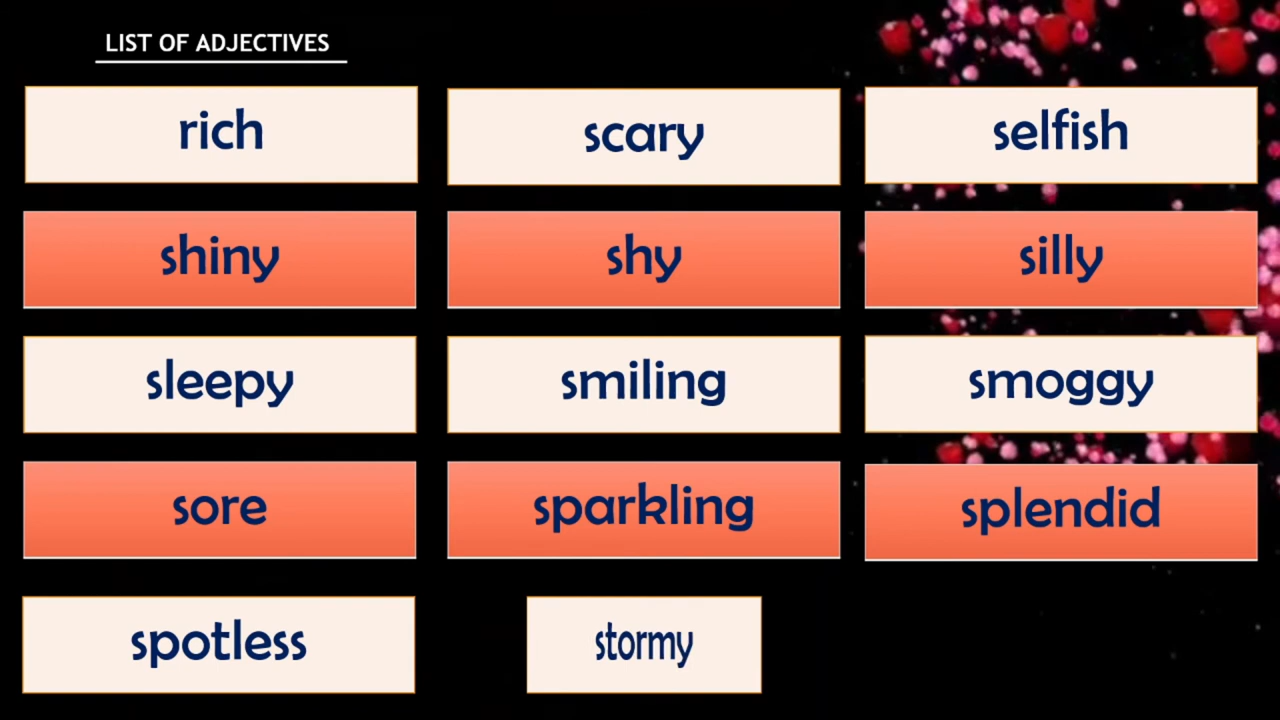 LIST OF ADJECTIVES
rich
scary
selfish
shiny
shy
silly
sleepy
smiling
smoggy
sore
sparkling
splendid
spotless
stormy